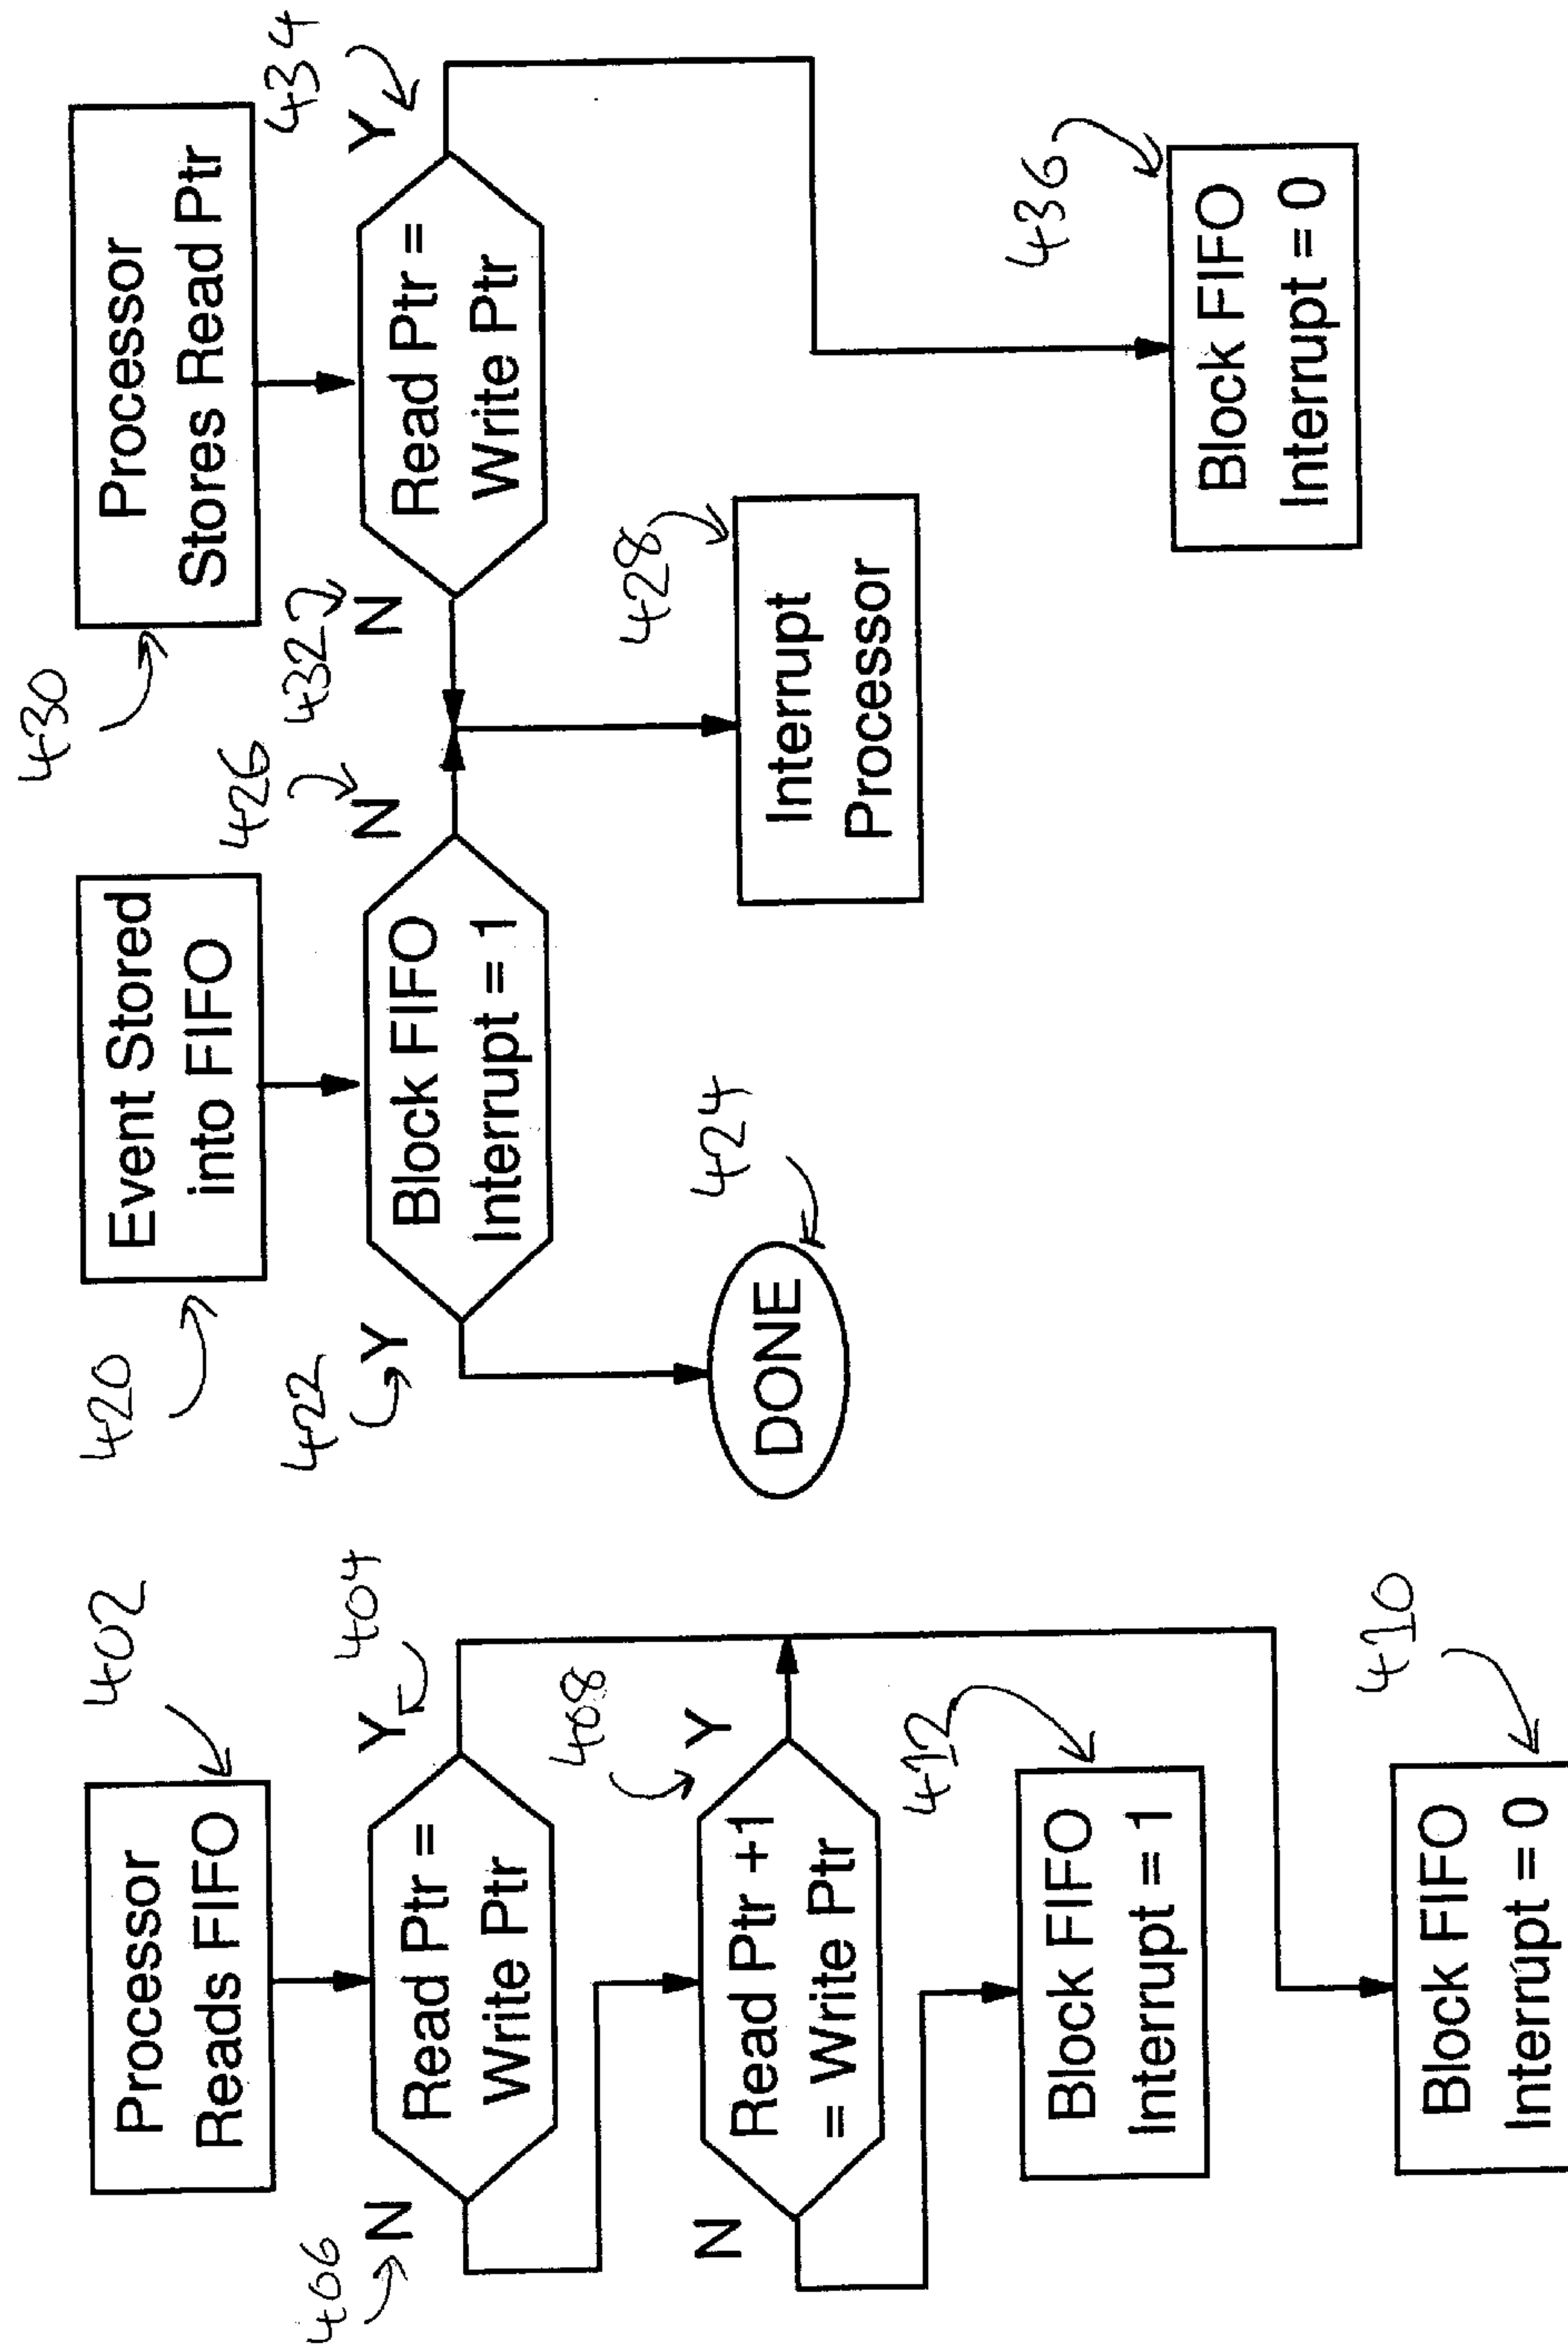 402
Processor
Reads FIFO
404
406
N
Y
Read Ptr =
Write Ptr
408
N
Y
Read Ptr +1
= Write Ptr
412
Block FIFO
Interrupt = 1
410
Block FIFO
Interrupt = 0
420
Event Stored
into FIFO
422
Y
426
N
Block FIFO
Interrupt = 1
424
DONE
428
Interrupt
Processor
430
Processor
Stores Read Ptr
432
N
434
Y
Read Ptr =
Write Ptr
436
Block FIFO
Interrupt = 0